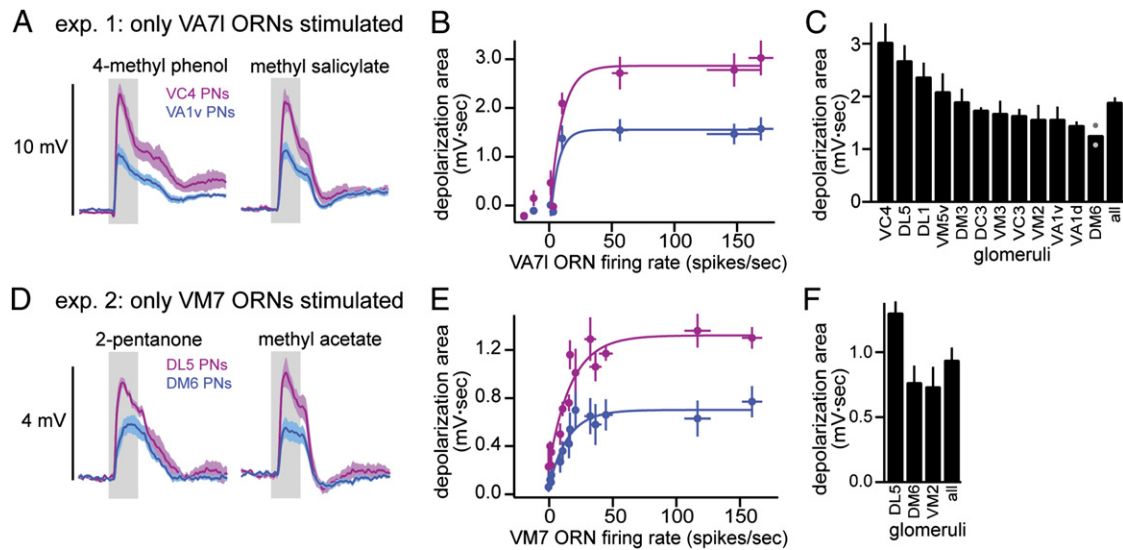 A exp. 1: only VA7l ORNs stimulated
4-methyl phenol
methyl salicylate
VC4 PNs
VA1v PNs
10 mV
B
depolarization area
(mV·sec)
3.0
2.0
1.0
0.0
0
50
100
150
VA7l ORN firing rate (spikes/sec)
C
depolarization area
(mV·sec)
3
2
1
0
VC4
DL5
DL1
VM5v
DM3
DC3
VM3
VC3
VM2
VA1v
VA1d
DM6
all
glomeruli
D exp. 2: only VM7 ORNs stimulated
2-pentanone
methyl acetate
DL5 PNs
DM6 PNs
4 mV
E
depolarization area
(mV·sec)
1.2
0.8
0.4
0.0
0
50
100
150
VM7 ORN firing rate (spikes/sec)
F
depolarization area
(mV·sec)
1.0
0.5
0.0
DL5
DM6
VM2
all
glomeruli